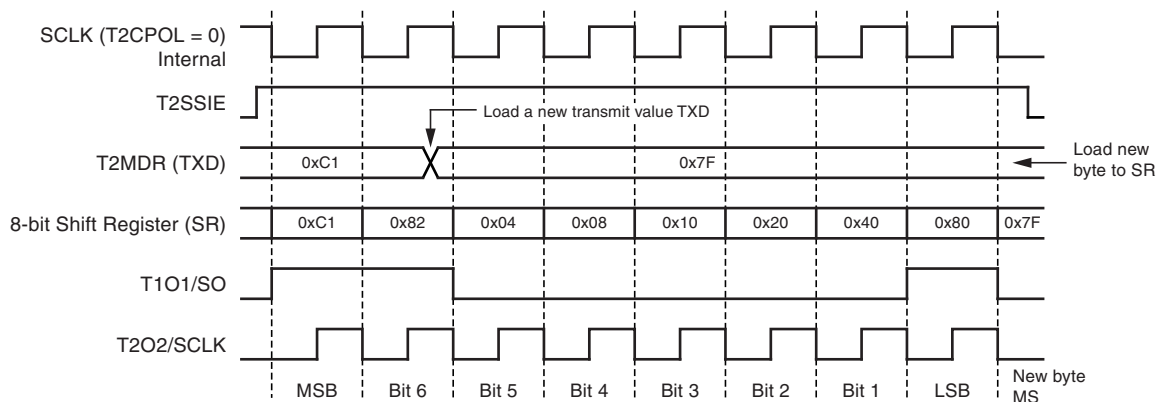 SCLK (T2CPOL = 0)
Internal
T2SSIE
Load a new transmit value TXD
T2MDR (TXD)
0xC1
0x7F
Load new
byte to SR
8-bit Shift Register (SR)
0xC1 0x82 0x04 0x08 0x10 0x20 0x40 0x80 0x7F
T1O1/SO
T2O2/SCLK
MSB Bit 6 Bit 5 Bit 4 Bit 3 Bit 2 Bit 1 LSB
New byte
MS